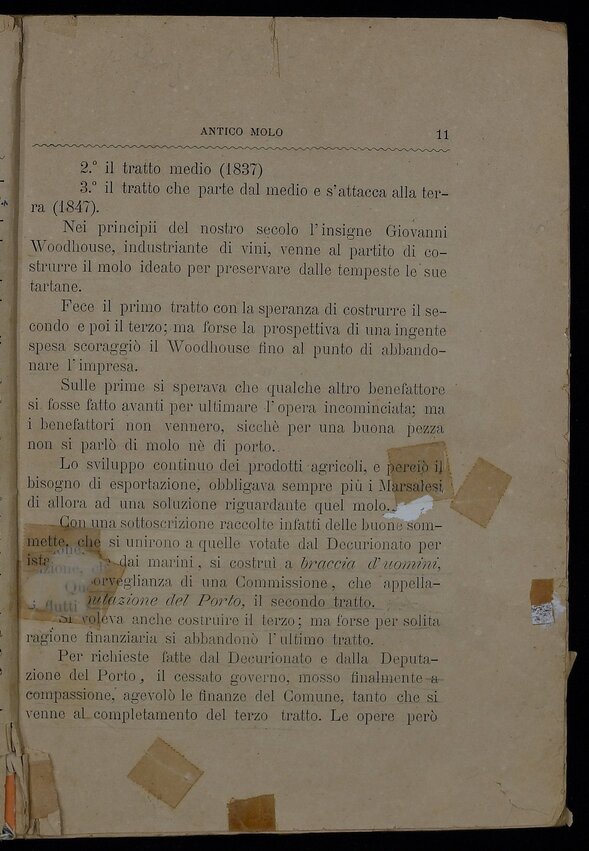 ANTICO MOLO 11
2.° il tratto medio (1837)
3.° il tratto che parte dal medio e s'attacca alla ter-
ra (1847).
Nei principii del nostro secolo l'insigne Giovanni
Woodhouse, industriante di vini, venne al partito di co-
strurre il molo ideato per preservare dalle tempeste le sue
tartane.
Fece il primo tratto con la speranza di costrurre il se-
condo e poi il terzo; ma forse la prospettiva di una ingente
spesa scoraggiò il Woodhouse fino al punto di abbando-
nare l'impresa.
Sulle prime si sperava che qualche altro benefattore
si fosse fatto avanti per ultimare l'opera incominciata; ma
i benefattori non vennero, sicchè per una buona pezza
non si parlò di molo nè di porto.
Lo sviluppo continuo dei prodotti agricoli, e perciò il
bisogno di esportazione, obbligava sempre più i Marsalesi
di allora ad una soluzione riguardante quel molo.
Con una sottoscrizione raccolte infatti delle buone som-
mette, che si unirono a quelle votate dal Decurionato per
ista dai marini, si costruì a braccia d'uomini,
orveglianza di una Commissione, che appella-
utazione del Porto, il secondo tratto.
Si voleva anche costruire il terzo; ma forse per solita
ragione finanziaria si abbandonò l'ultimo tratto.
Per richieste fatte dal Decurionato e dalla Deputa-
zione del Porto, il cessato governo, mosso finalmente a
compassione, agevolò le finanze del Comune, tanto che si
venne al completamento del terzo tratto. Le opere però